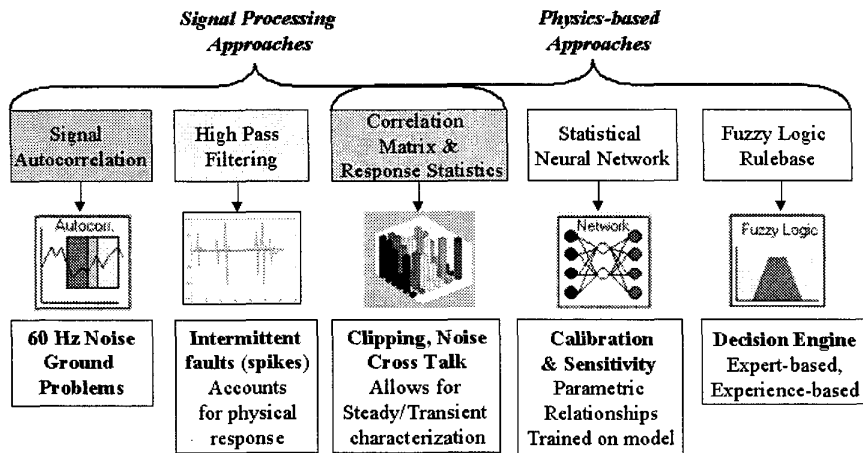 Signal Processing
Approaches
Physics-based
Approaches
Signal
Autocorrelation
High Pass
Filtering
Correlation
Matrix &
Response Statistics
Statistical
Neural Network
Fuzzy Logic
Rulebase
Autocorr.
Network
Fuzzy Logic
60 Hz Noise
Ground
Problems
Intermittent
faults (spikes)
Accounts
for physical
response
Clipping, Noise
Cross Talk
Allows for
Steady/Transient
characterization
Calibration
& Sensitivity
Parametric
Relationships
Trained on model
Decision Engine
Expert-based,
Experience-based